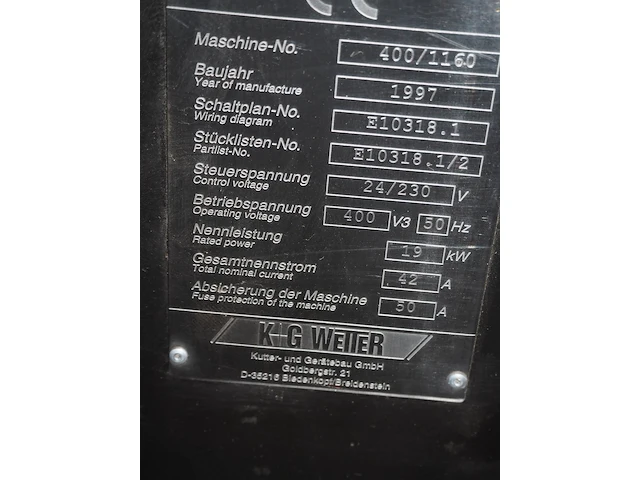 CE
Maschine-No. 400/1160
Baujahr
Year of manufacture 1997
Schaltplan-No.
Wiring diagram E10318.1
Stücklisten-No.
Partlist-No. E10318.1/2
Steuerspannung
Control voltage 24/230 V
Betriebspannung
Operating voltage 400 V3 50 Hz
Nennleistung
Rated power 19 kW
Gesamtnennstrom
Total nominal current 42 A
Absicherung der Maschine
Fuse protection of the machine 50 A
K+G WETTER
Kutter- und Gerätebau GmbH
Goldbergstr. 21
D-35216 Biedenkopf/Breidenstein